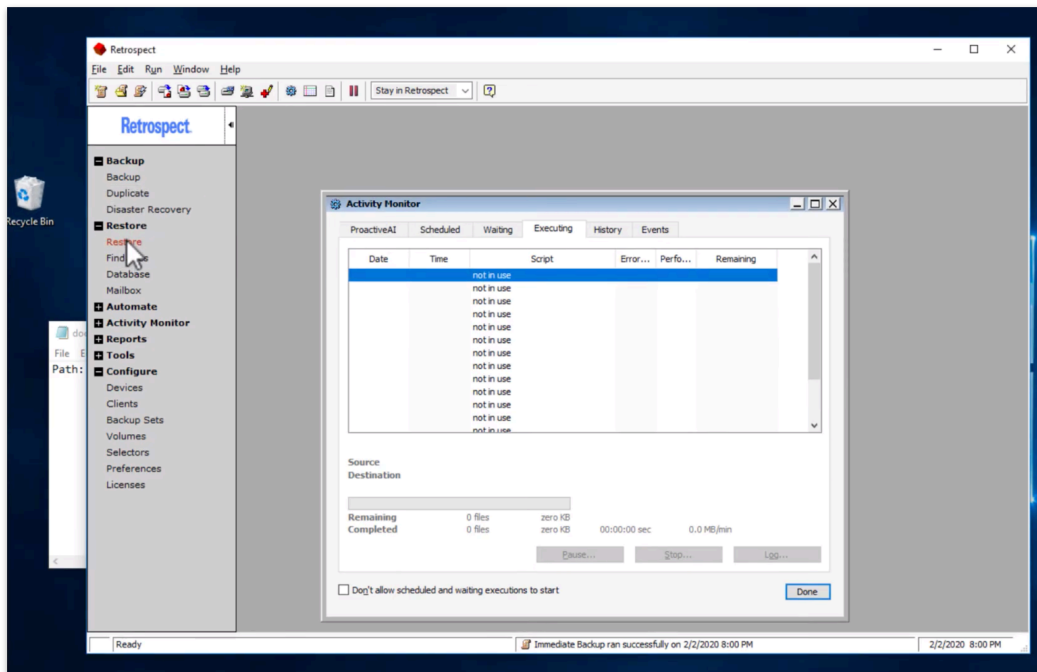 Retrospect
File Edit Run Window Help
Stay in Retrospect
Retrospect.
Backup
Backup
Duplicate
Disaster Recovery
Restore
Restore
Database
Mailbox
Automate
Activity Monitor
Reports
Tools
Configure
Devices
Clients
Backup Sets
Volumes
Selectors
Preferences
Licenses
Recycle Bin
File
Path:
Activity Monitor
ProactiveAI Scheduled Waiting Executing History Events
Date Time Script Error... Perfo... Remaining
not in use
not in use
not in use
not in use
not in use
not in use
not in use
not in use
not in use
not in use
not in use
not in use
not in use
Source
Destination
Remaining 0 files zero KB
Completed 0 files zero KB 00:00:00 sec 0.0 MB/min
Pause... Stop... Log...
Don't allow scheduled and waiting executions to start
Done
Ready
Immediate Backup ran successfully on 2/2/2020 8:00 PM
2/2/2020 8:00 PM